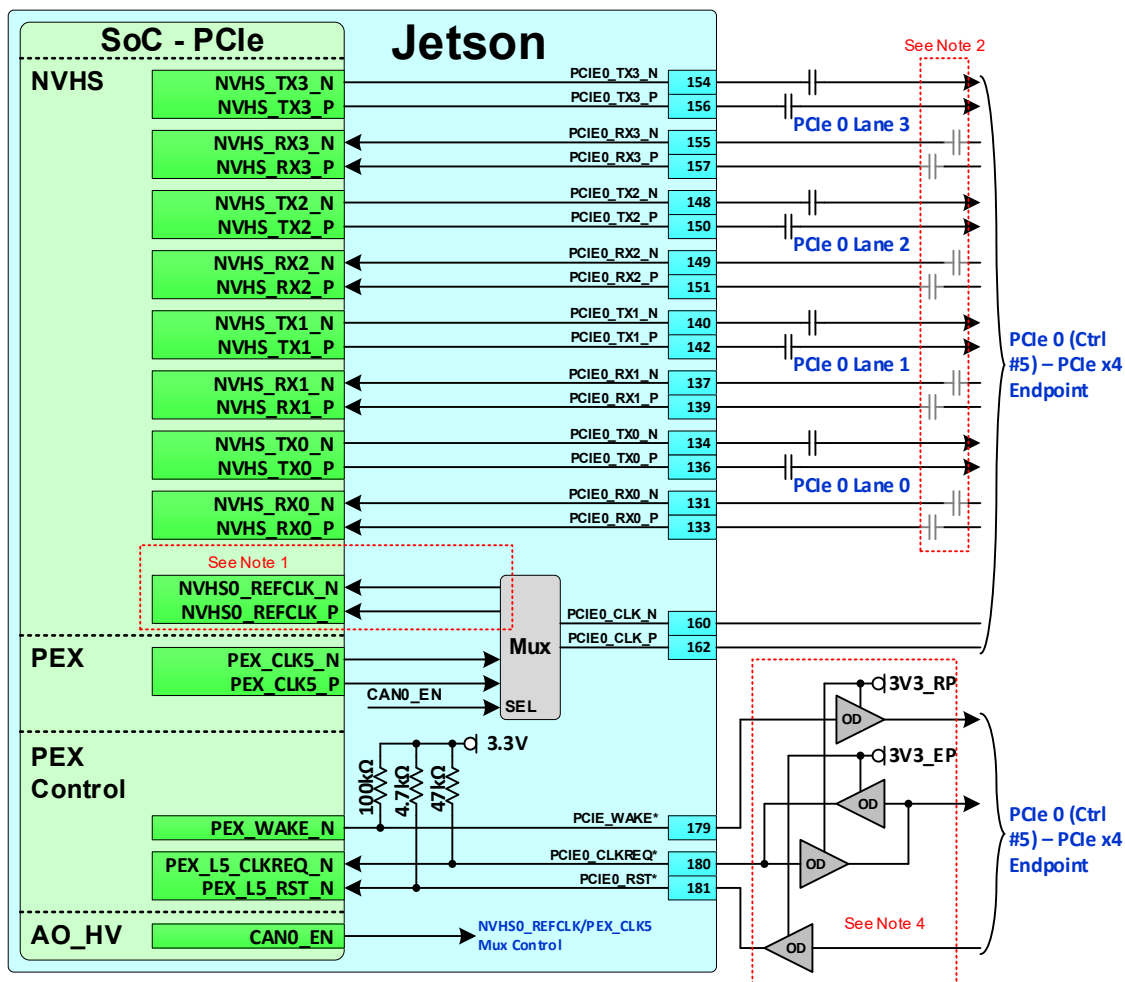 SoC - PCIe
Jetson
See Note 2
NVHS
NVHS_TX3_N
PCIE0_TX3_N
154
NVHS_TX3_P
PCIE0_TX3_P
156
PCIe 0 Lane 3
NVHS_RX3_N
PCIE0_RX3_N
155
NVHS_RX3_P
PCIE0_RX3_P
157
NVHS_TX2_N
PCIE0_TX2_N
148
NVHS_TX2_P
PCIE0_TX2_P
150
PCIe 0 Lane 2
NVHS_RX2_N
PCIE0_RX2_N
149
NVHS_RX2_P
PCIE0_RX2_P
151
NVHS_TX1_N
PCIE0_TX1_N
140
NVHS_TX1_P
PCIE0_TX1_P
142
PCIe 0 Lane 1
NVHS_RX1_N
PCIE0_RX1_N
137
NVHS_RX1_P
PCIE0_RX1_P
139
PCIe 0 (Ctrl
#5) – PCIe x4
Endpoint
NVHS_TX0_N
PCIE0_TX0_N
134
NVHS_TX0_P
PCIE0_TX0_P
136
PCIe 0 Lane 0
NVHS_RX0_N
PCIE0_RX0_N
131
NVHS_RX0_P
PCIE0_RX0_P
133
See Note 1
NVHS0_REFCLK_N
NVHS0_REFCLK_P
Mux
PCIE0_CLK_N
160
PCIE0_CLK_P
162
PEX
PEX_CLK5_N
PEX_CLK5_P
CAN0_EN
SEL
3V3_RP
OD
PEX
Control
3.3V
100kΩ
4.7kΩ
47kΩ
3V3_EP
OD
PEX_WAKE_N
PCIE_WAKE*
179
PEX_L5_CLKREQ_N
PCIE0_CLKREQ*
180
OD
PEX_L5_RST_N
PCIE0_RST*
181
PCIe 0 (Ctrl
#5) – PCIe x4
Endpoint
See Note 4
AO_HV
CAN0_EN
NVHS0_REFCLK/PEX_CLK5
Mux Control
OD